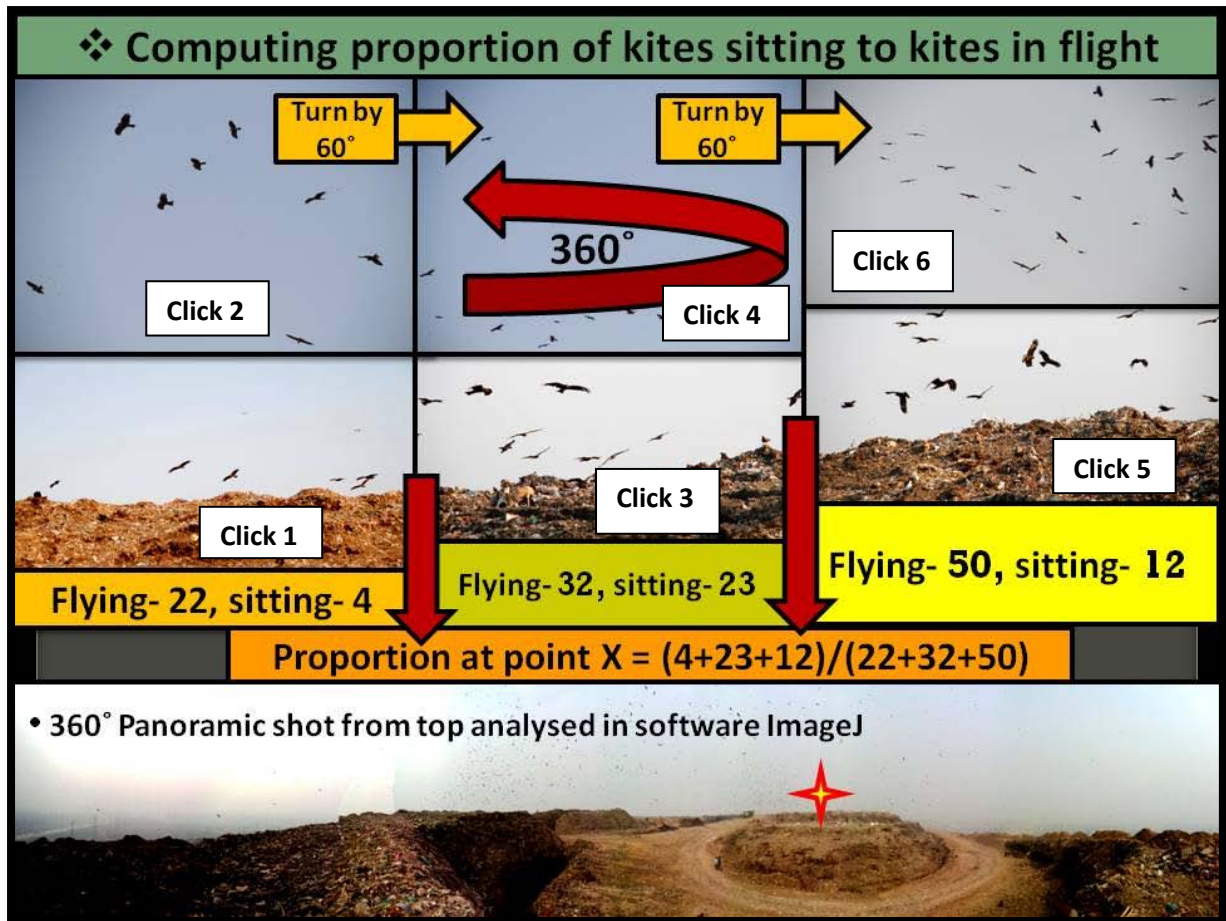 ❖ Computing proportion of kites sitting to kites in flight
Turn by
60°
Turn by
60°
360°
Click 2
Click 4
Click 6
Click 1
Click 3
Click 5
Flying- 22, sitting- 4
Flying- 32, sitting- 23
Flying- 50, sitting- 12
Proportion at point X = (4+23+12)/(22+32+50)
• 360° Panoramic shot from top analysed in software ImageJ